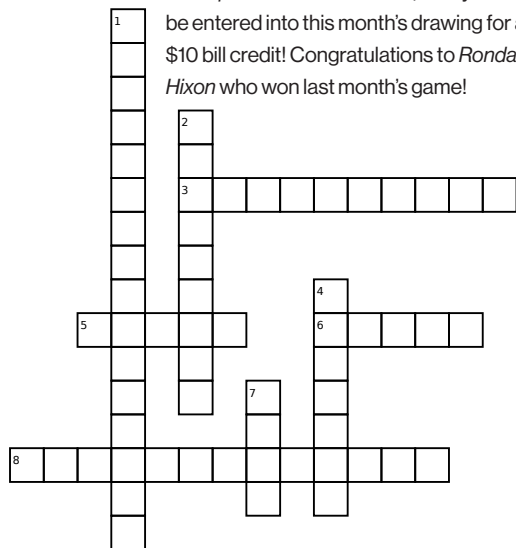 be entered into this month's drawing for a
$10 bill credit! Congratulations to Ronda
Hixon who won last month's game!
1
2
3
4
5
6
7
8